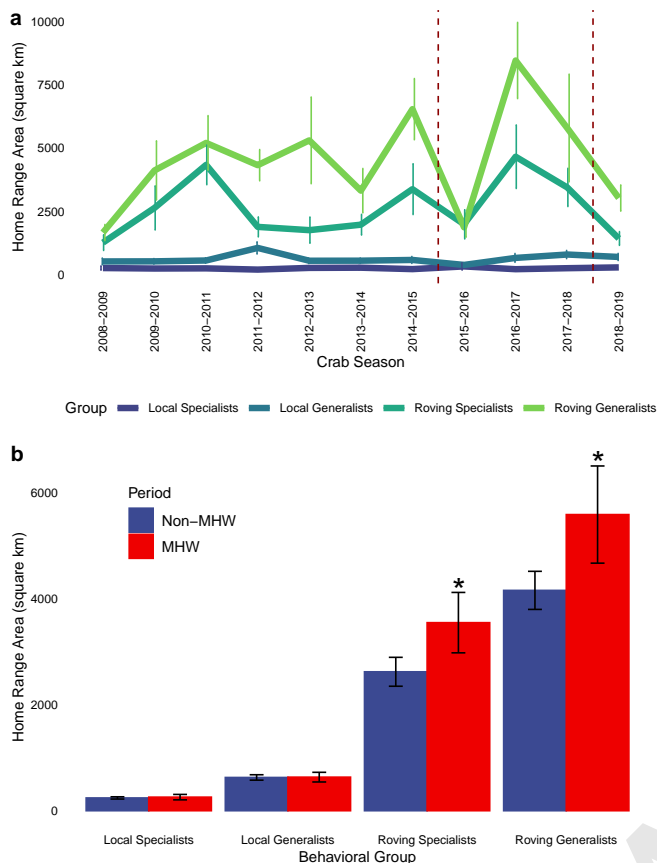 a
Home Range Area (square km)
10000
7500
5000
2500
0
2008−2009
2009−2010
2010−2011
2011−2012
2012−2013
2013−2014
2014−2015
2015−2016
2016−2017
2017−2018
2018−2019
Crab Season
Group Local Specialists Local Generalists Roving Specialists Roving Generalists
b
Home Range Area (square km)
6000
4000
2000
0
Period
Non−MHW
MHW
*
*
Local Specialists Local Generalists Roving Specialists Roving Generalists
Behavioral Group